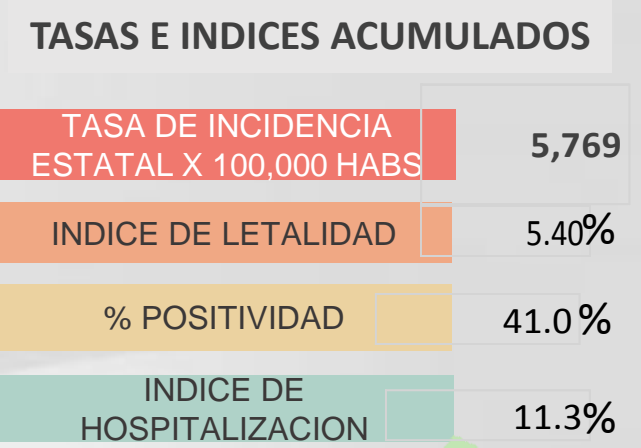 TASAS E INDICES ACUMULADOS
TASA DE INCIDENCIA
ESTATAL X 100,000 HABS
5,769
INDICE DE LETALIDAD
5.40%
% POSITIVIDAD
41.0 %
INDICE DE
HOSPITALIZACION
11.3%